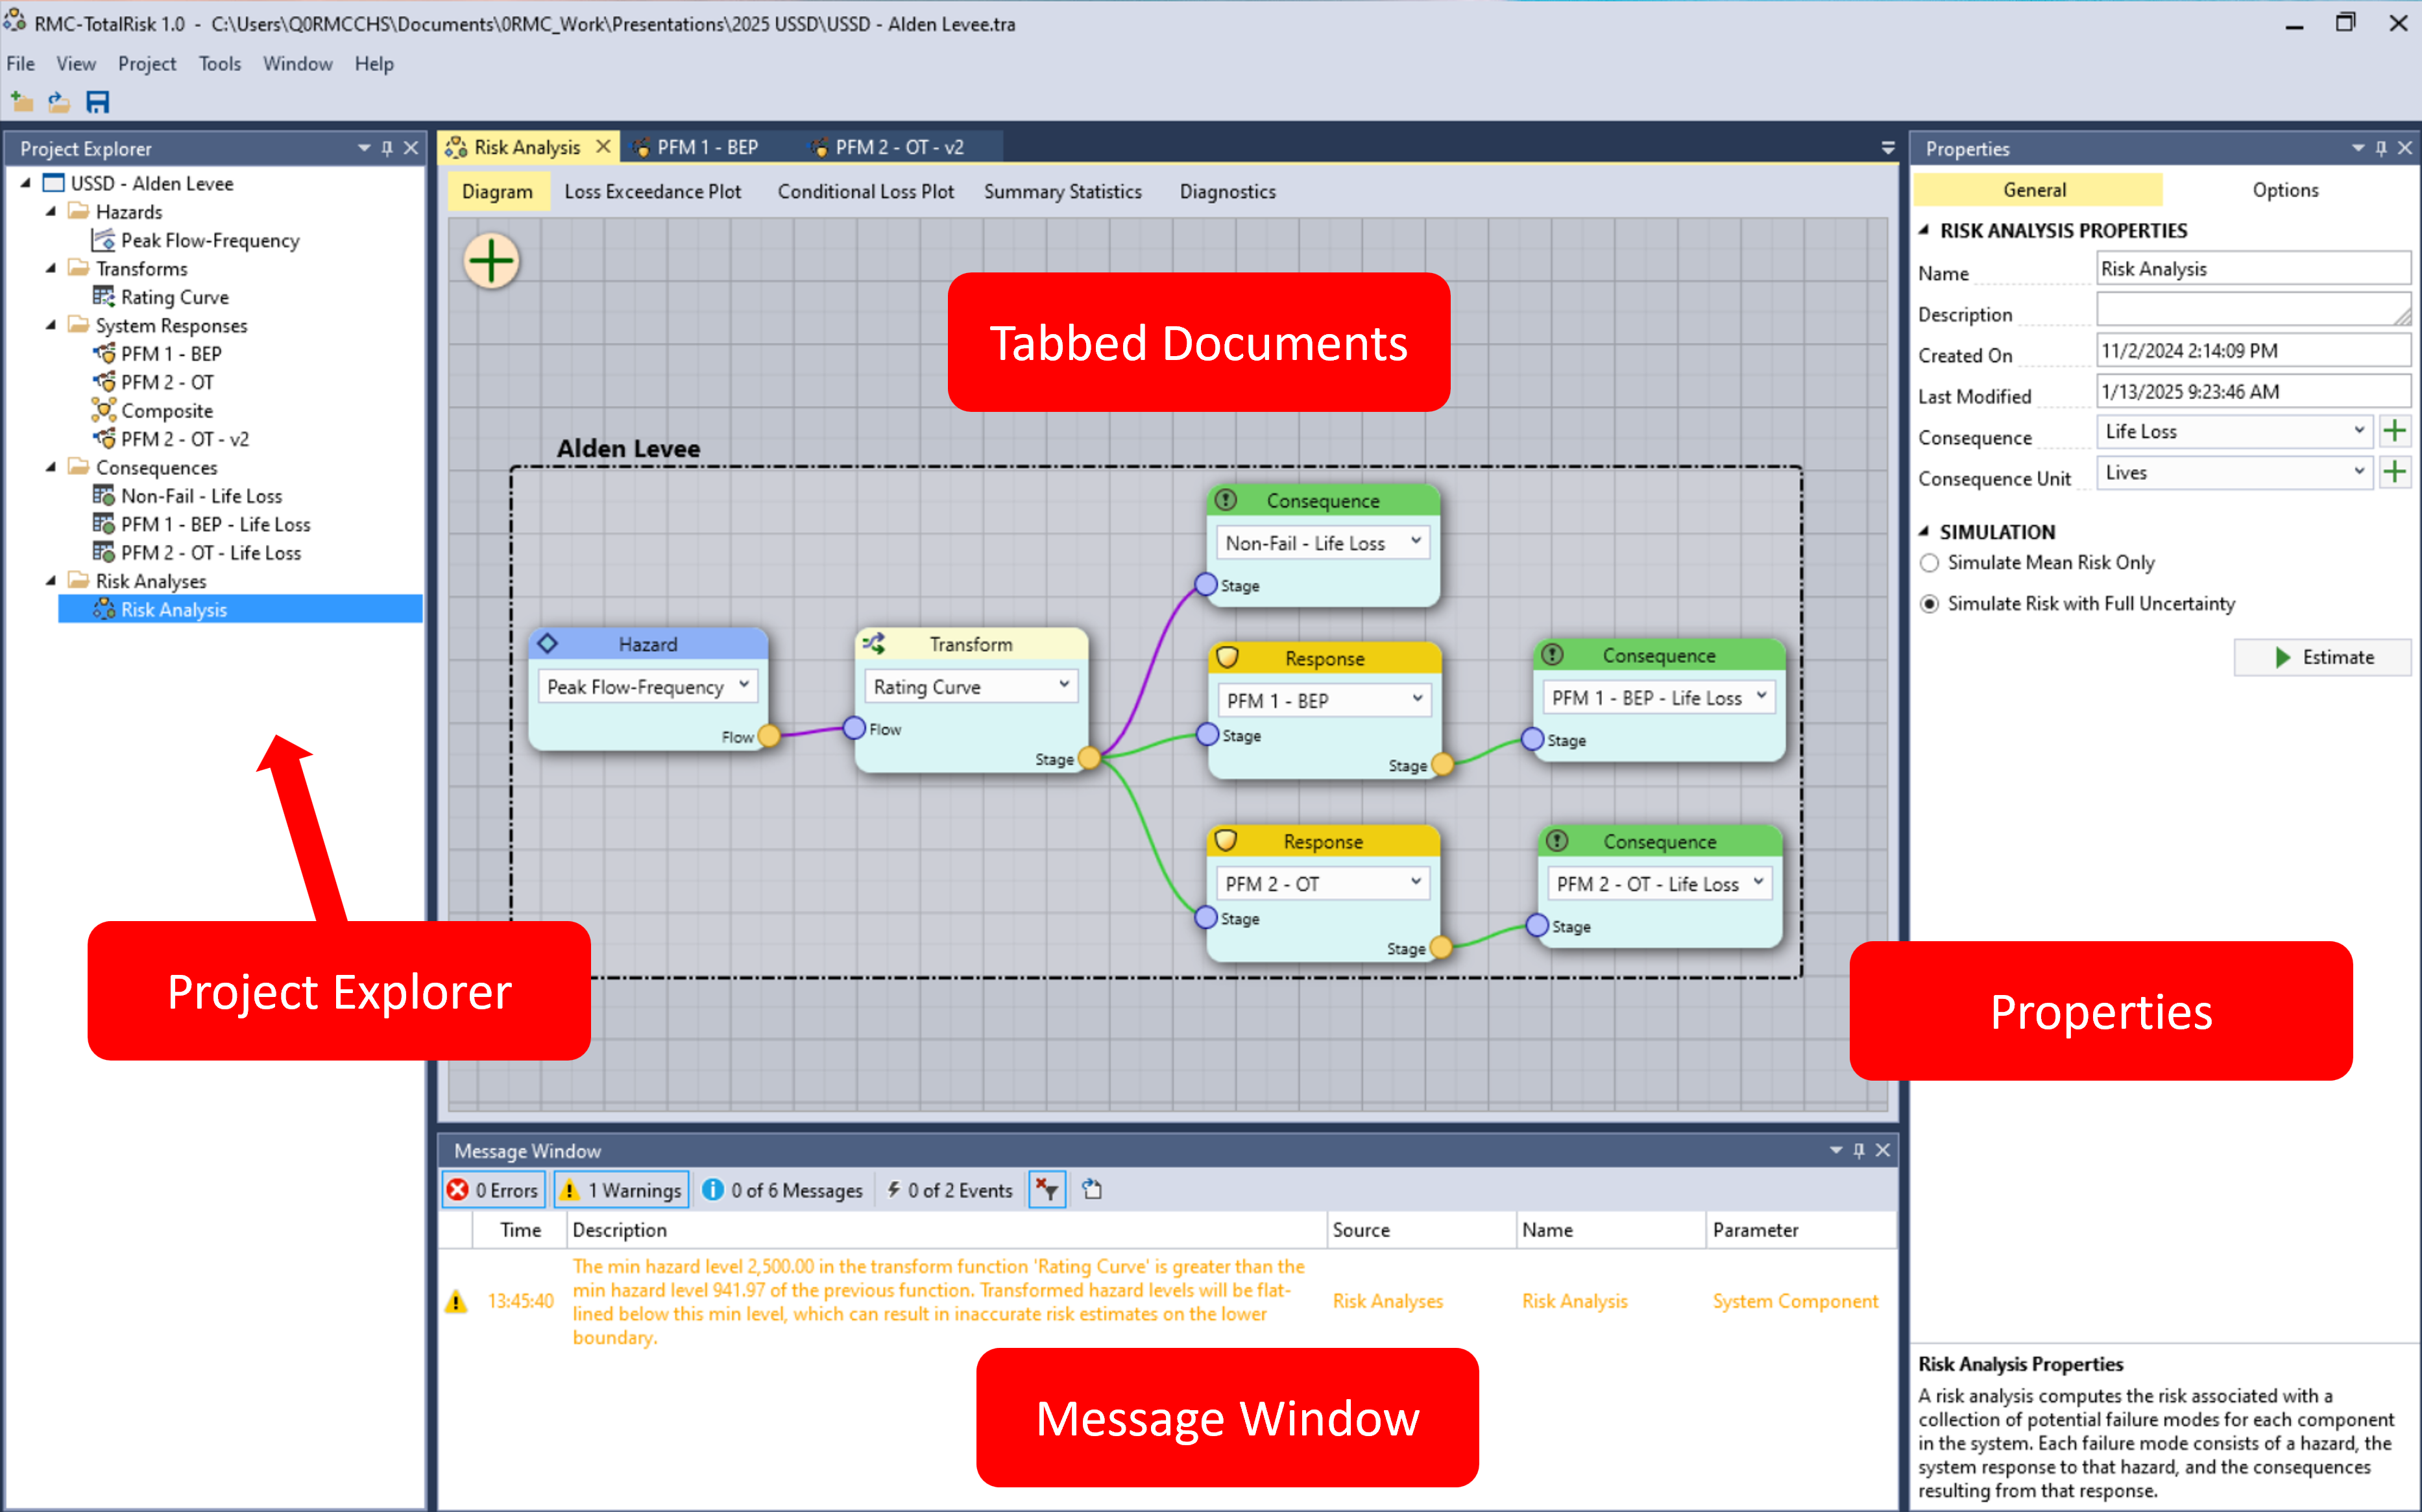 RMC-TotalRisk 1.0 - C:\Users\Q0RMCCHS\Documents\0RMC_Work\Presentations\2025 USSD\USSD - Alden Levee.tra
File View Project Tools Window Help
Project Explorer
USSD - Alden Levee
Hazards
Peak Flow-Frequency
Transforms
Rating Curve
System Responses
PFM 1 - BEP
PFM 2 - OT
Composite
PFM 2 - OT - v2
Consequences
Non-Fail - Life Loss
PFM 1 - BEP - Life Loss
PFM 2 - OT - Life Loss
Risk Analyses
Risk Analysis
Project Explorer
Risk Analysis PFM 1 - BEP PFM 2 - OT - v2
Diagram Loss Exceedance Plot Conditional Loss Plot Summary Statistics Diagnostics
Tabbed Documents
Alden Levee
Hazard
Peak Flow-Frequency
Flow
Transform
Rating Curve
Flow
Stage
Consequence
Non-Fail - Life Loss
Stage
Response
PFM 1 - BEP
Stage
Stage
Consequence
PFM 1 - BEP - Life Loss
Stage
Response
PFM 2 - OT
Stage
Stage
Consequence
PFM 2 - OT - Life Loss
Stage
Message Window
0 Errors 1 Warnings 0 of 6 Messages 0 of 2 Events
Time Description Source Name Parameter
The min hazard level 2,500.00 in the transform function 'Rating Curve' is greater than the
min hazard level 941.97 of the previous function. Transformed hazard levels will be flat-
13:45:40 Risk Analyses Risk Analysis System Component
lined below this min level, which can result in inaccurate risk estimates on the lower
boundary.
Message Window
Properties
General Options
RISK ANALYSIS PROPERTIES
Name Risk Analysis
Description
Created On 11/2/2024 2:14:09 PM
Last Modified 1/13/2025 9:23:46 AM
Consequence Life Loss
Consequence Unit Lives
SIMULATION
Simulate Mean Risk Only
Simulate Risk with Full Uncertainty
Estimate
Properties
Risk Analysis Properties
A risk analysis computes the risk associated with a
collection of potential failure modes for each component
in the system. Each failure mode consists of a hazard, the
system response to that hazard, and the consequences
resulting from that response.